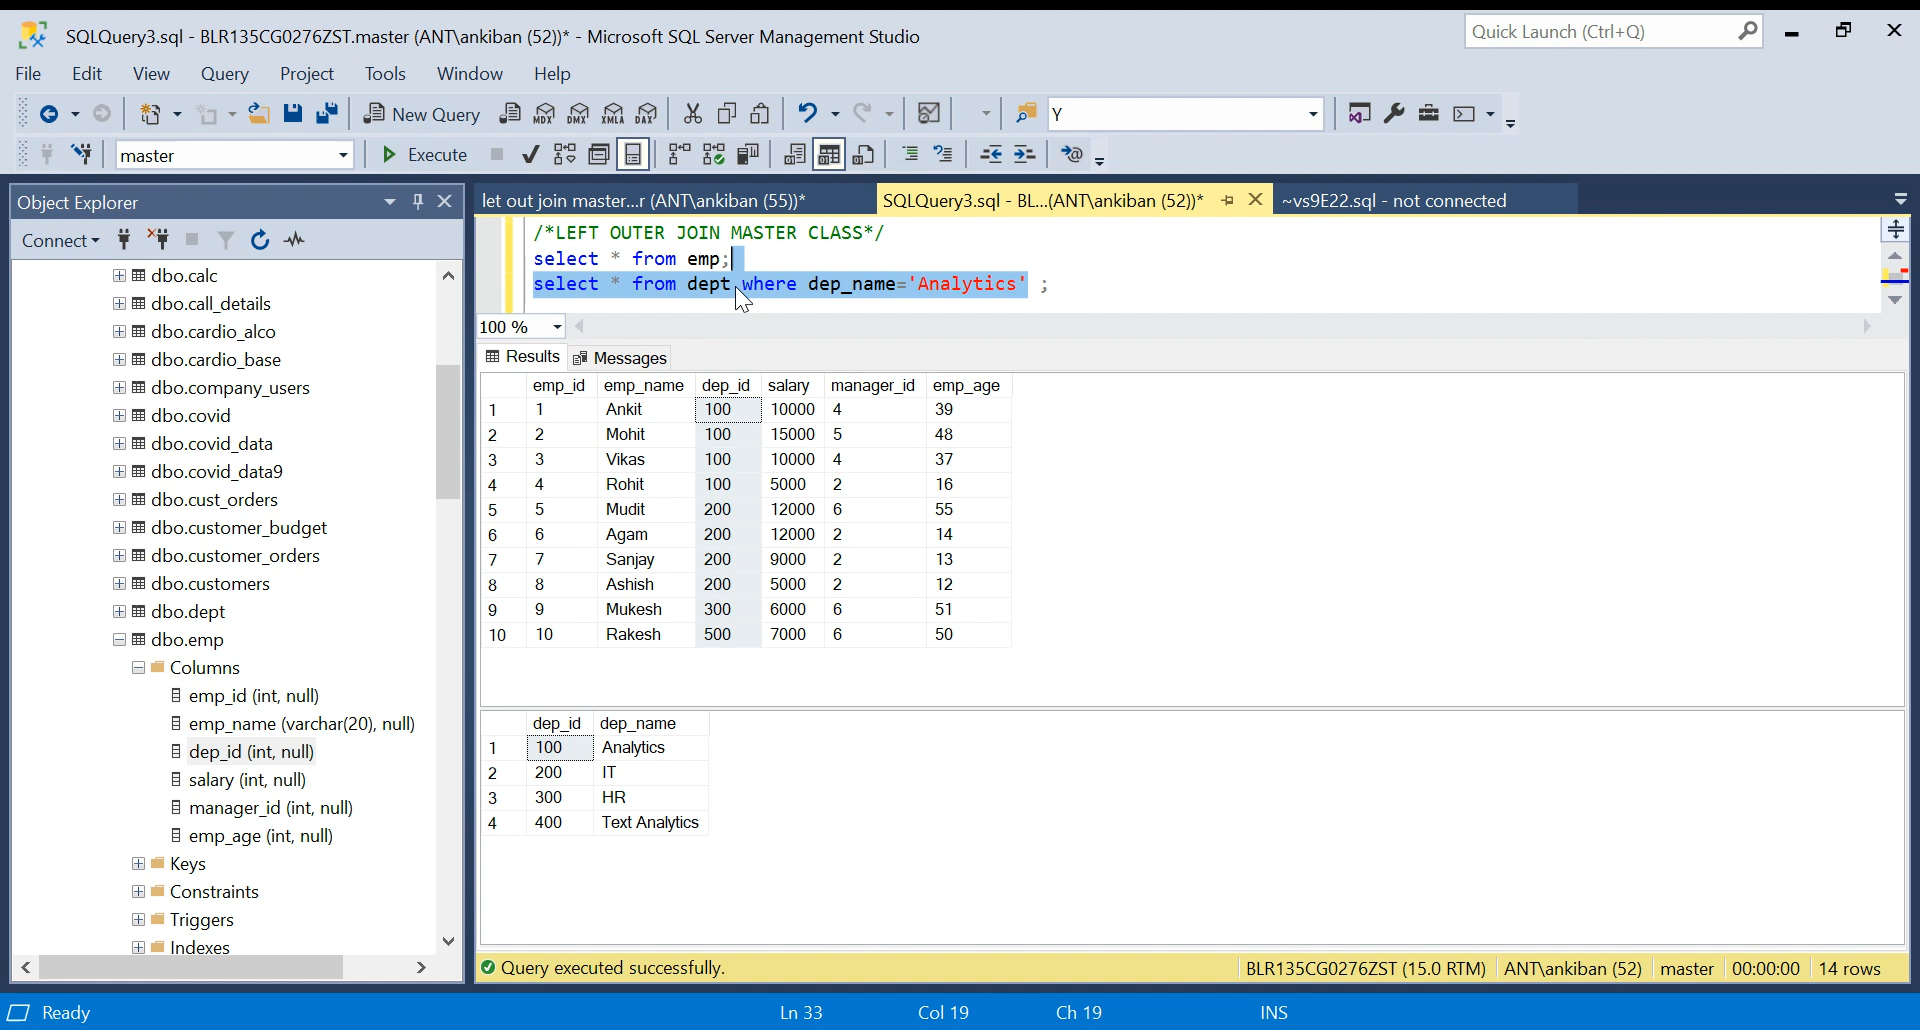 SQLQuery3.sql - BLR135CG0276ZST.master (ANT\ankiban (52))* - Microsoft SQL Server Management Studio
Quick Launch (Ctrl+Q)
File Edit View Query Project Tools Window Help
New Query MDX DMX XMLA DAX Y
master Execute
Object Explorer
let out join master...r (ANT\ankiban (55))* SQLQuery3.sql - BL...(ANT\ankiban (52))* ~vs9E22.sql - not connected
Connect
dbo.calc
dbo.call_details
dbo.cardio_alco
dbo.cardio_base
dbo.company_users
dbo.covid
dbo.covid_data
dbo.covid_data9
dbo.cust_orders
dbo.customer_budget
dbo.customer_orders
dbo.customers
dbo.dept
dbo.emp
Columns
emp_id (int, null)
emp_name (varchar(20), null)
dep_id (int, null)
salary (int, null)
manager_id (int, null)
emp_age (int, null)
Keys
Constraints
Triggers
Indexes
/*LEFT OUTER JOIN MASTER CLASS*/
select * from emp;
select * from dept where dep_name='Analytics' ;
100 %
Results Messages
emp_id emp_name dep_id salary manager_id emp_age
1 1 Ankit 100 10000 4 39
2 2 Mohit 100 15000 5 48
3 3 Vikas 100 10000 4 37
4 4 Rohit 100 5000 2 16
5 5 Mudit 200 12000 6 55
6 6 Agam 200 12000 2 14
7 7 Sanjay 200 9000 2 13
8 8 Ashish 200 5000 2 12
9 9 Mukesh 300 6000 6 51
10 10 Rakesh 500 7000 6 50
dep_id dep_name
1 100 Analytics
2 200 IT
3 300 HR
4 400 Text Analytics
Query executed successfully. BLR135CG0276ZST (15.0 RTM) ANT\ankiban (52) master 00:00:00 14 rows
Ready Ln 33 Col 19 Ch 19 INS